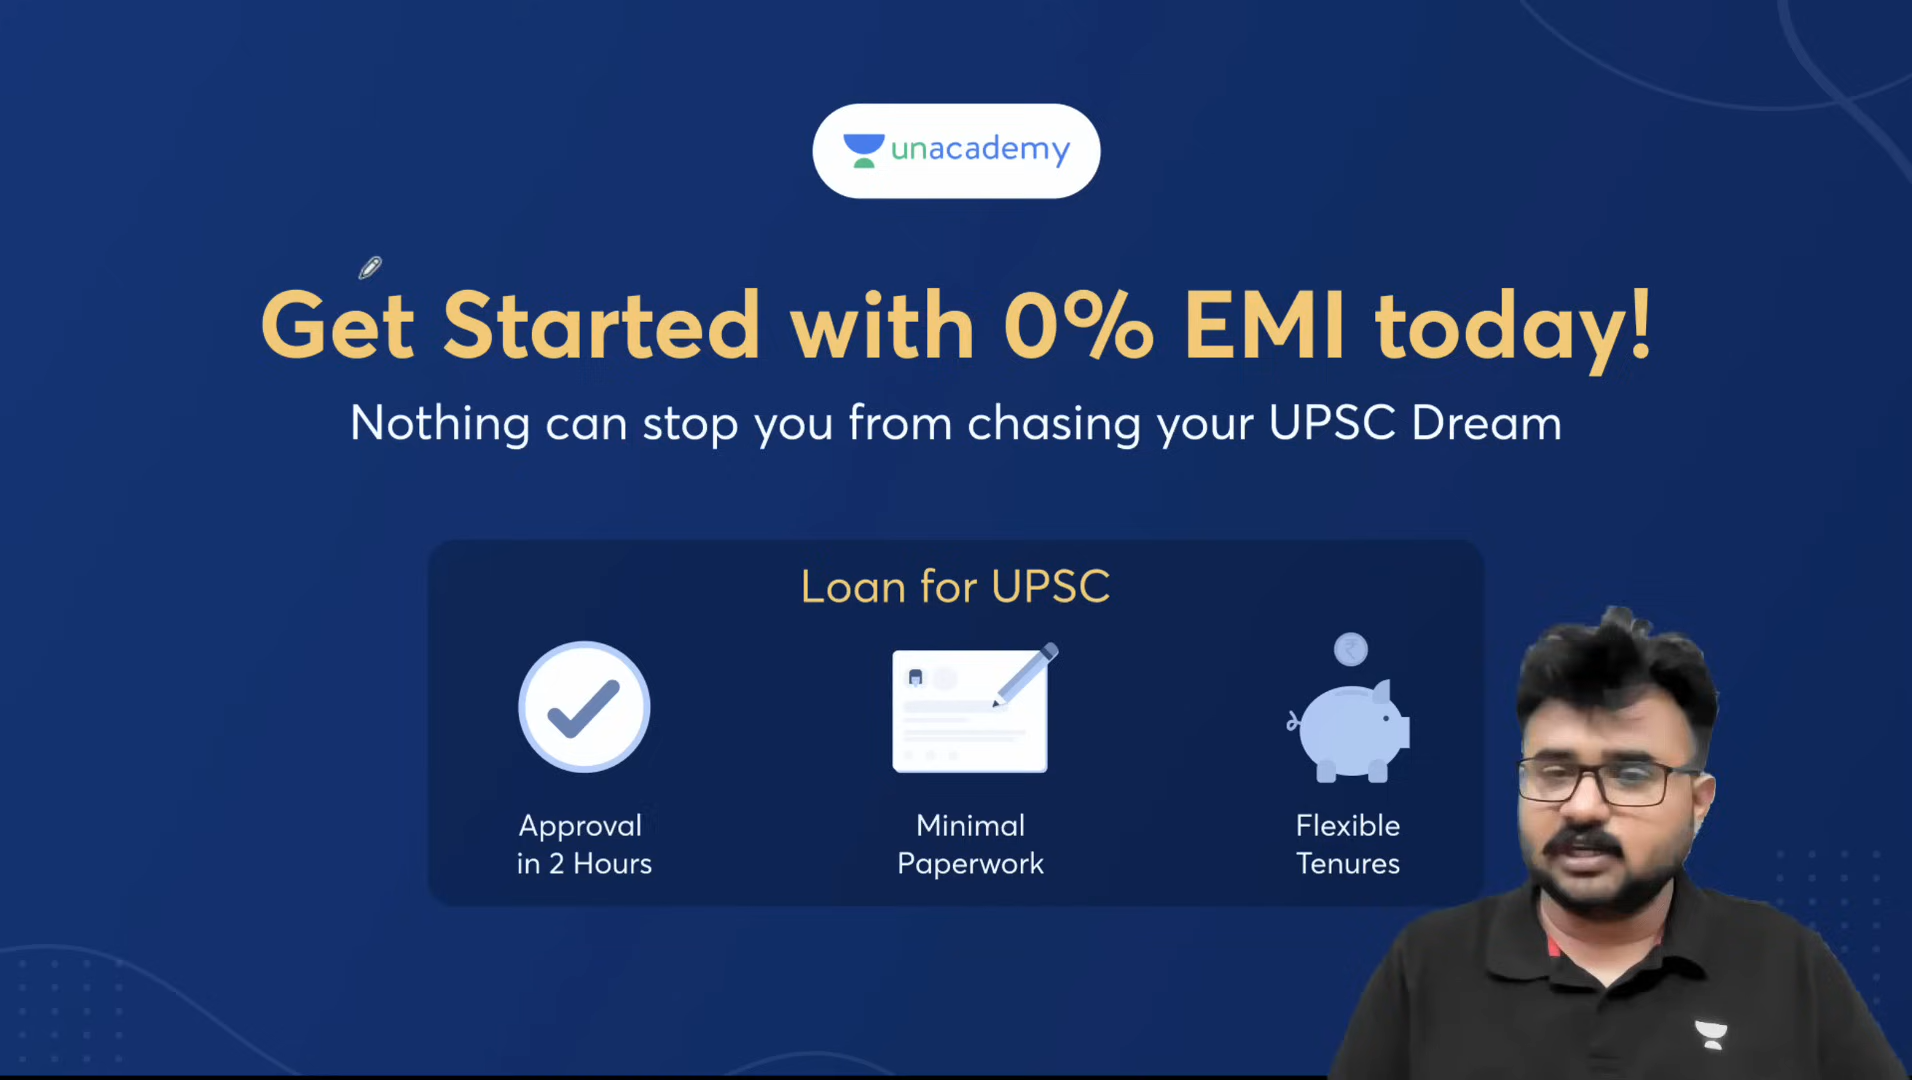 unacademy
Get Started with 0% EMI today!
Nothing can stop you from chasing your UPSC Dream
Loan for UPSC
₹
Approval
in 2 Hours
Minimal
Paperwork
Flexible
Tenures